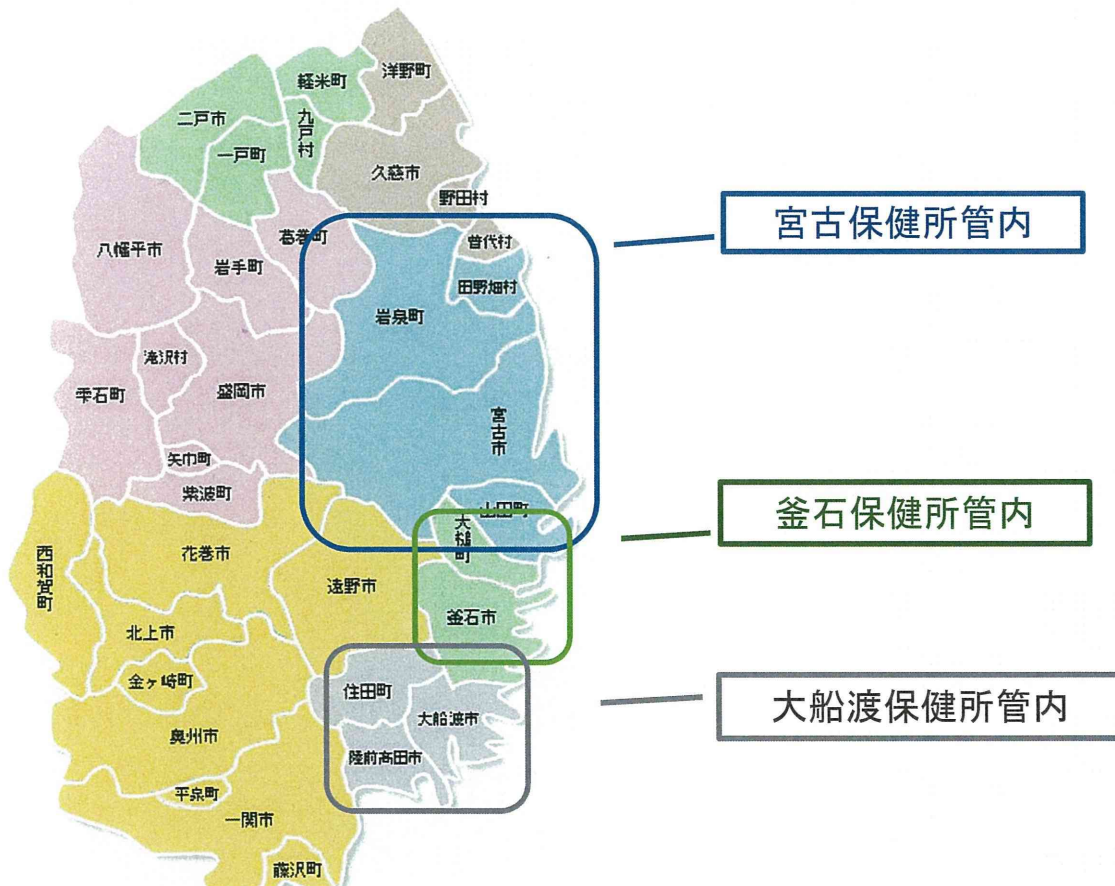 洋野町
軽米町
二戸市
九戸村
一戸町
久慈市
野田村
普代村
葛巻町
八幡平市
岩手町
田野畑村
岩泉町
滝沢村
盛岡市
雫石町
宮古市
矢巾町
紫波町
山田町
大槌町
花巻市
西和賀町
遠野市
釜石市
北上市
金ヶ崎町
住田町
大船渡市
奥州市
陸前高田市
平泉町
一関市
藤沢町
宮古保健所管内
釜石保健所管内
大船渡保健所管内